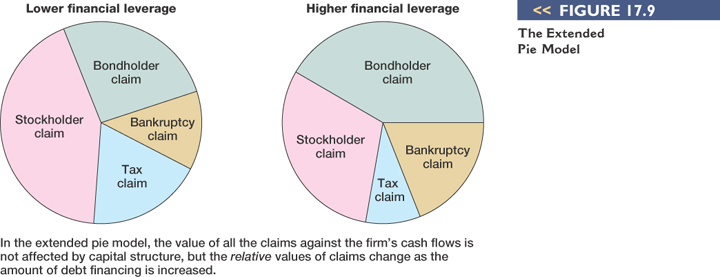 Lower financial leverage
Bondholder
claim
Stockholder
claim
Bankruptcy
claim
Tax
claim
Higher financial leverage
Bondholder
claim
Stockholder
claim
Bankruptcy
claim
Tax
claim
<< FIGURE 17.9
The Extended
Pie Model
In the extended pie model, the value of all the claims against the firm's cash flows is
not affected by capital structure, but the relative values of claims change as the
amount of debt financing is increased.